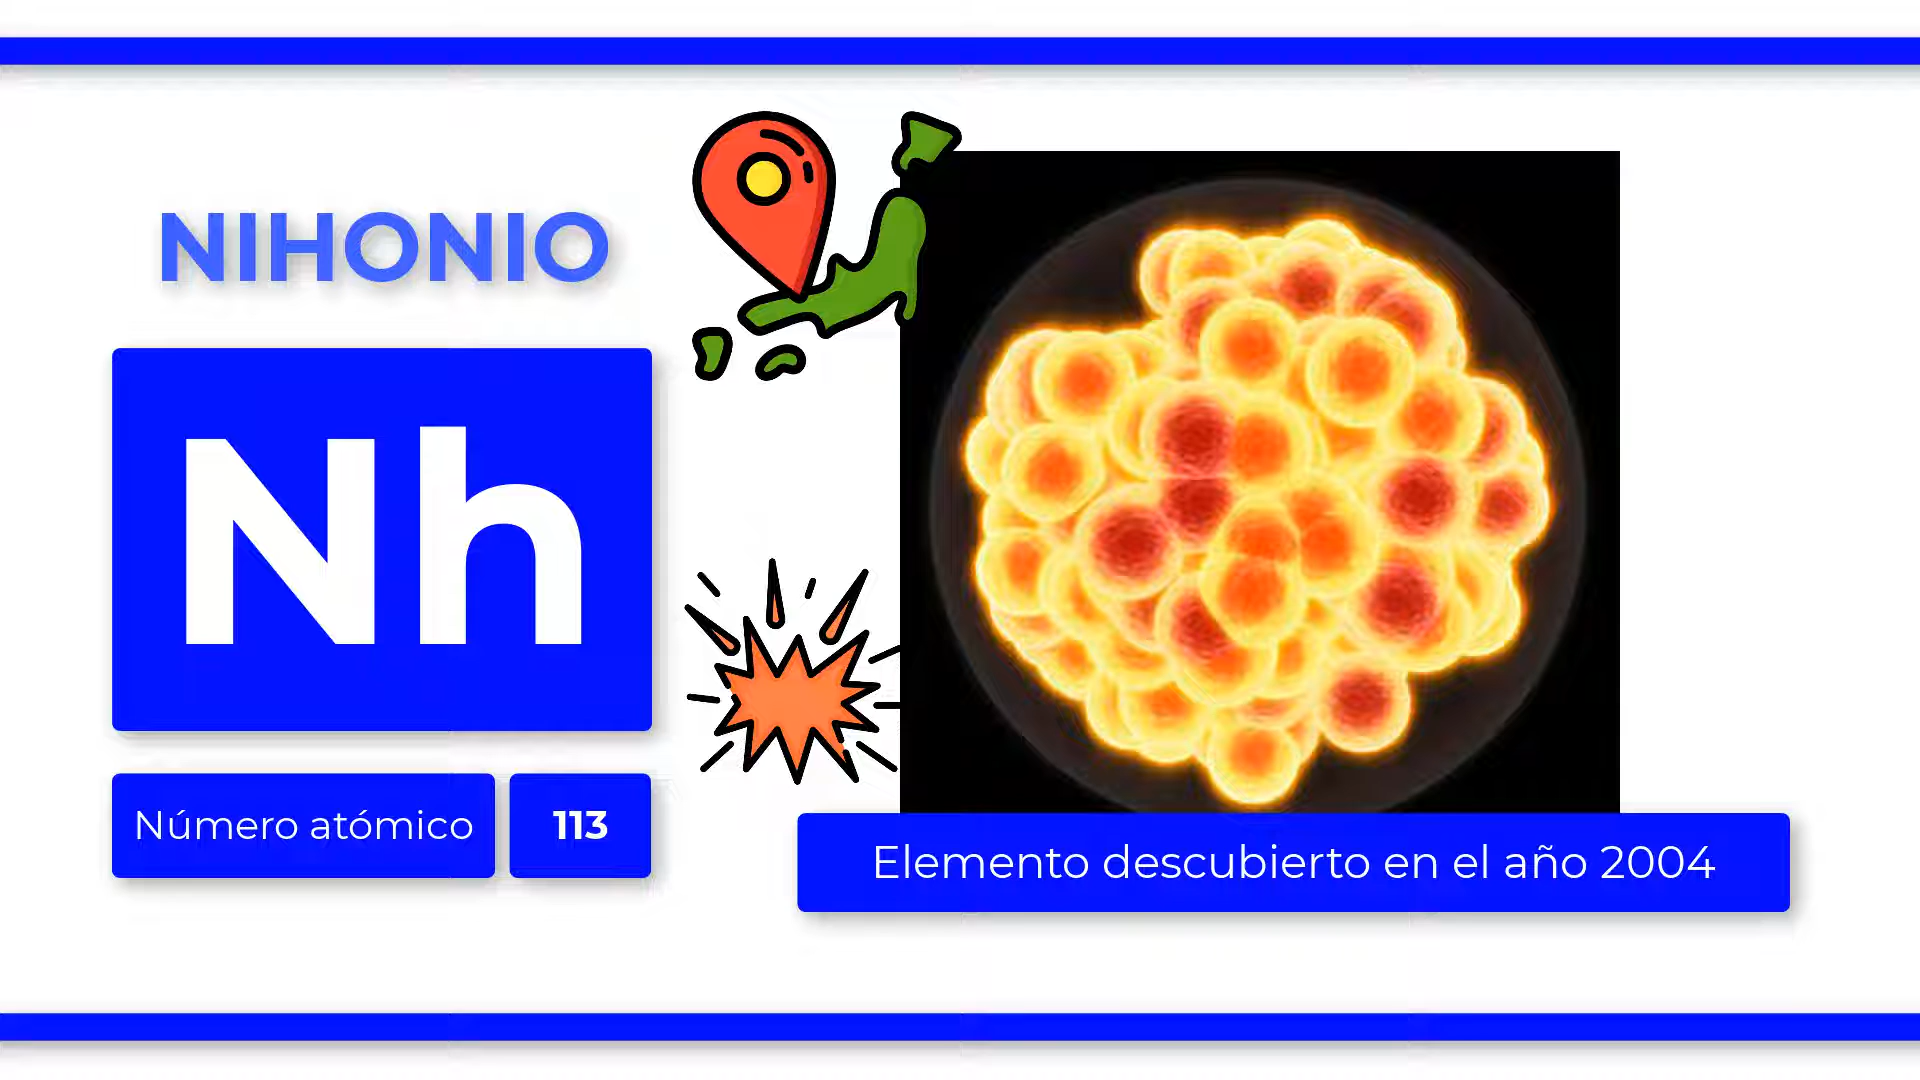 NIHONIO
Nh
Número atómico
113
Elemento descubierto en el año 2004